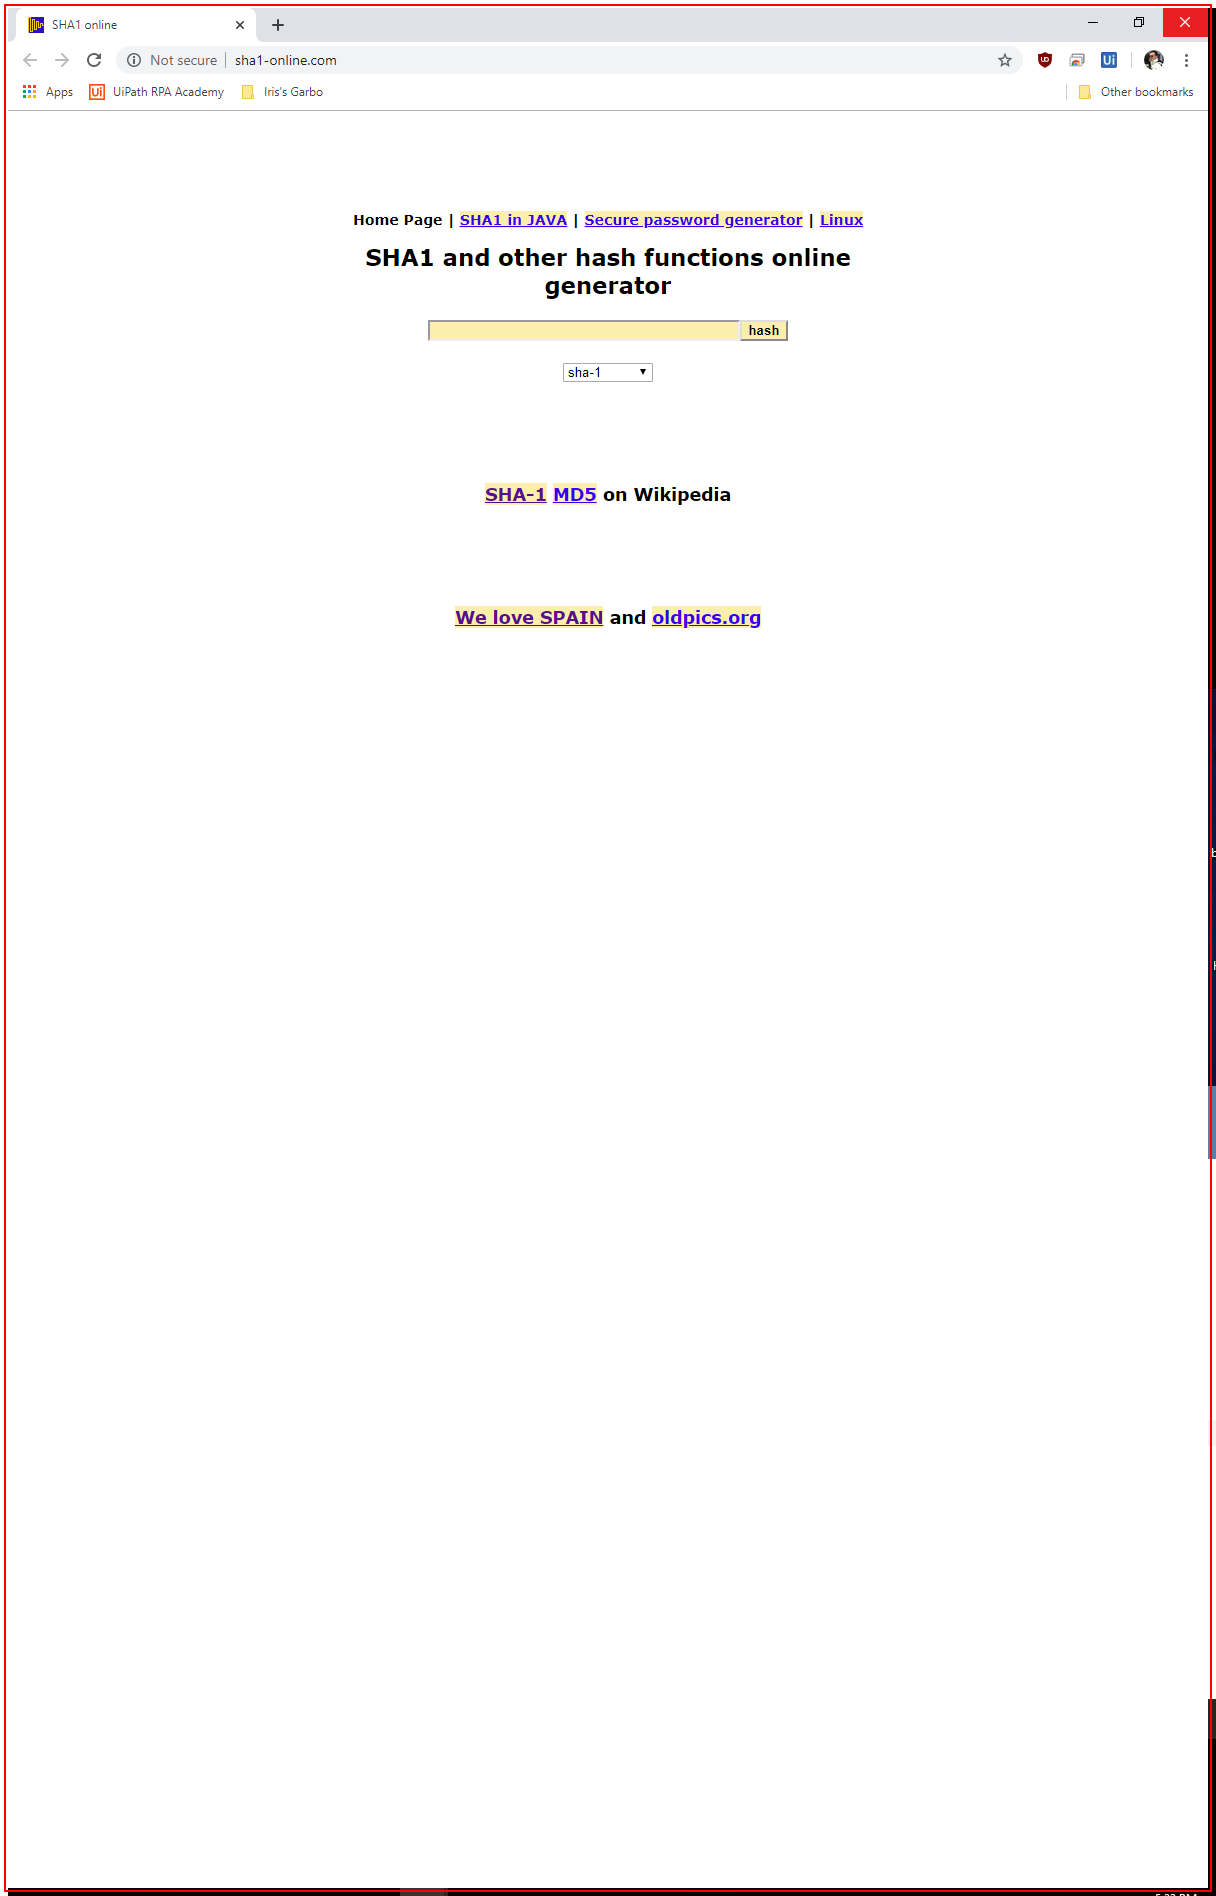 SHA1 online
Not secure sha1-online.com
Apps UiPath RPA Academy Iris's Garbo Other bookmarks
Home Page | SHA1 in JAVA | Secure password generator | Linux
SHA1 and other hash functions online
generator
hash
sha-1
SHA-1 MD5 on Wikipedia
We love SPAIN and oldpics.org